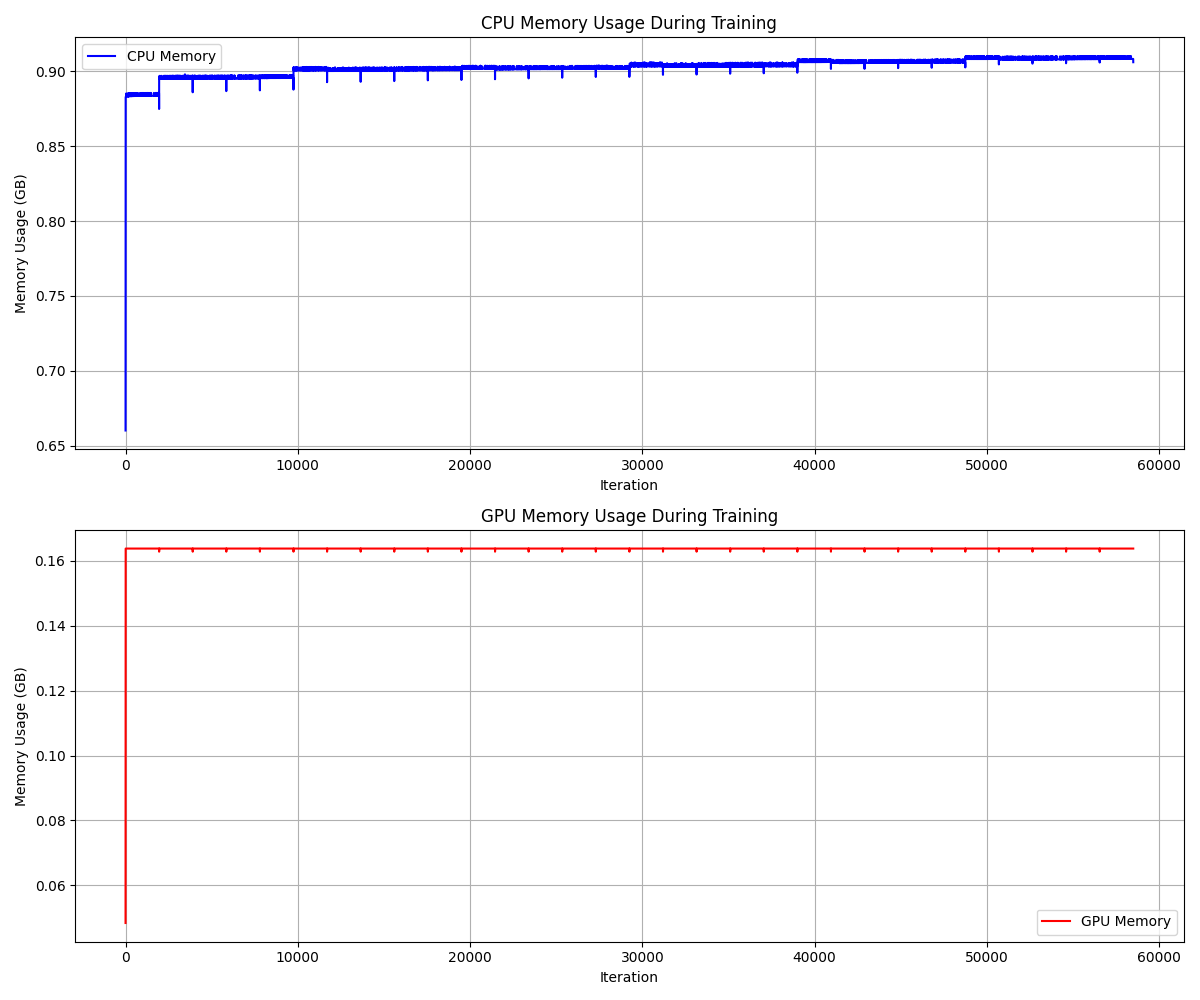 CPU Memory Usage During Training
CPU Memory
Memory Usage (GB)
0.90
0.85
0.80
0.75
0.70
0.65
0 10000 20000 30000 40000 50000 60000
Iteration
GPU Memory Usage During Training
Memory Usage (GB)
0.16
0.14
0.12
0.10
0.08
0.06
GPU Memory
0 10000 20000 30000 40000 50000 60000
Iteration